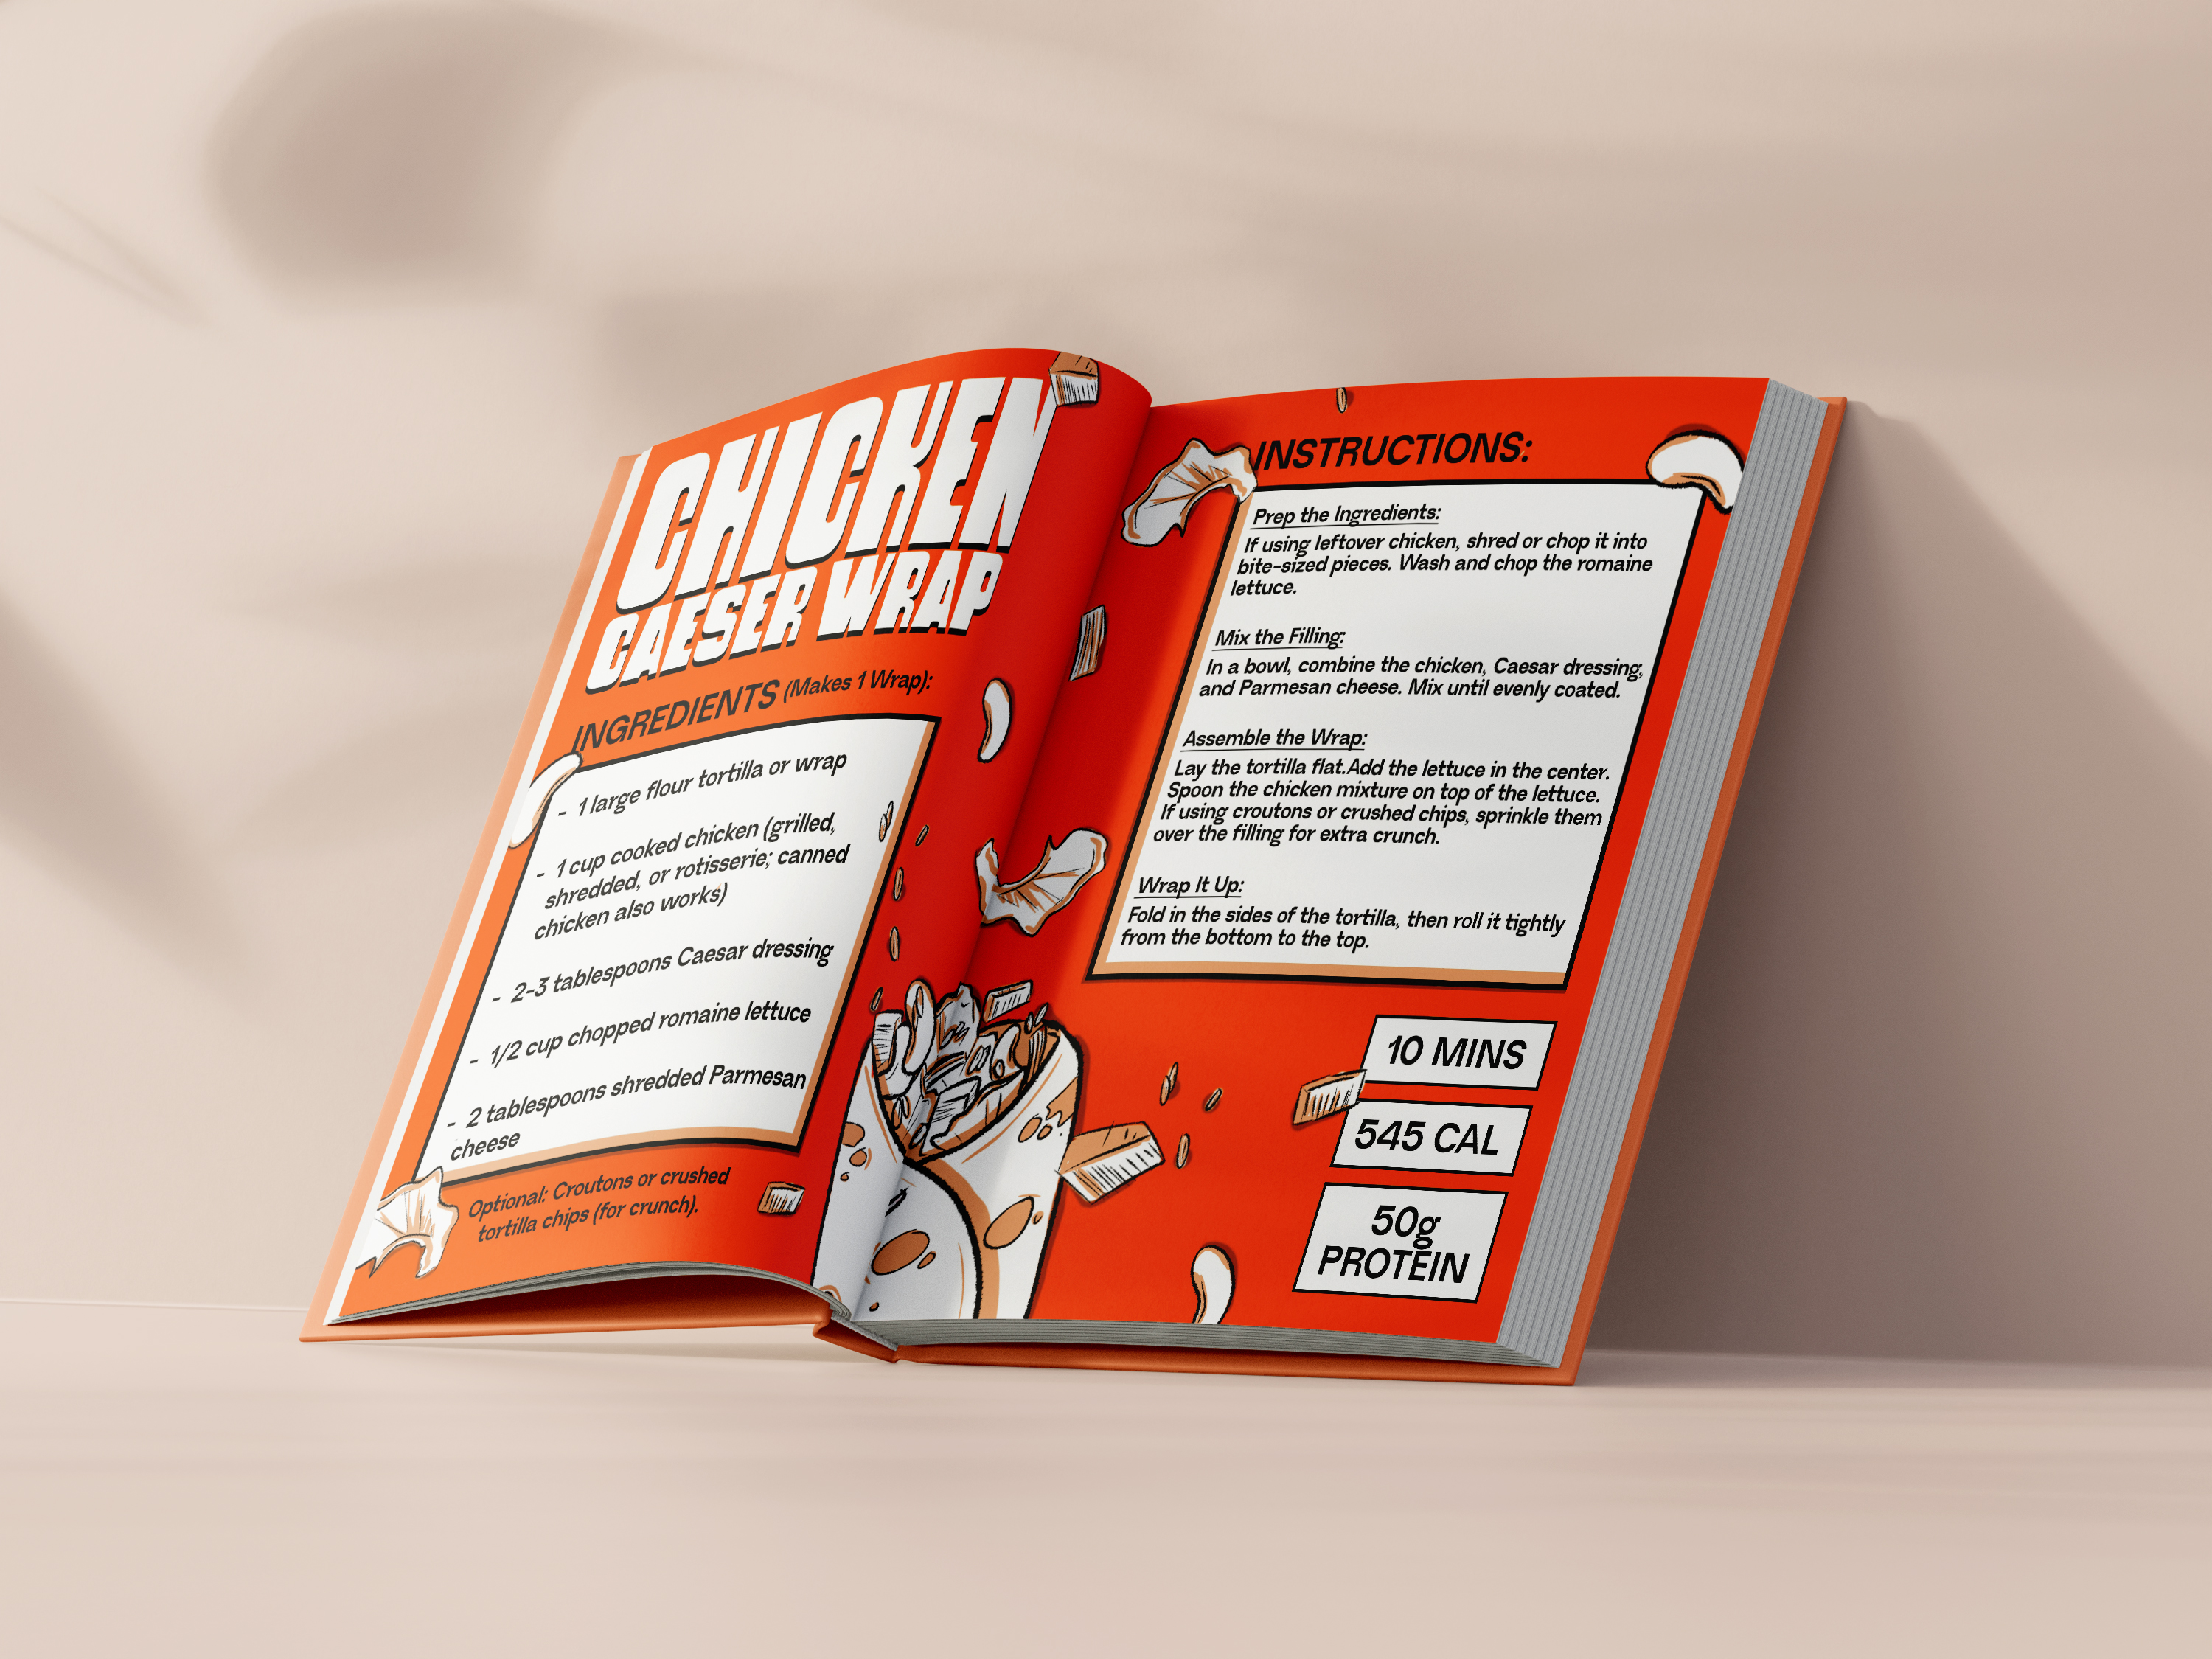 CHICKEN
CAESER WRAP
INGREDIENTS (Makes 1 Wrap):
- 1 large flour tortilla or wrap
- 1 cup cooked chicken (grilled,
shredded, or rotisserie; canned
chicken also works)
- 2-3 tablespoons Caesar dressing
- 1/2 cup chopped romaine lettuce
- 2 tablespoons shredded Parmesan
cheese
Optional: Croutons or crushed
tortilla chips (for crunch).
INSTRUCTIONS:
Prep the Ingredients:
If using leftover chicken, shred or chop it into
bite-sized pieces. Wash and chop the romaine
lettuce.
Mix the Filling:
In a bowl, combine the chicken, Caesar dressing,
and Parmesan cheese. Mix until evenly coated.
Assemble the Wrap:
Lay the tortilla flat.Add the lettuce in the center.
Spoon the chicken mixture on top of the lettuce.
If using croutons or crushed chips, sprinkle them
over the filling for extra crunch.
Wrap It Up:
Fold in the sides of the tortilla, then roll it tightly
from the bottom to the top.
10 MINS
545 CAL
50g
PROTEIN